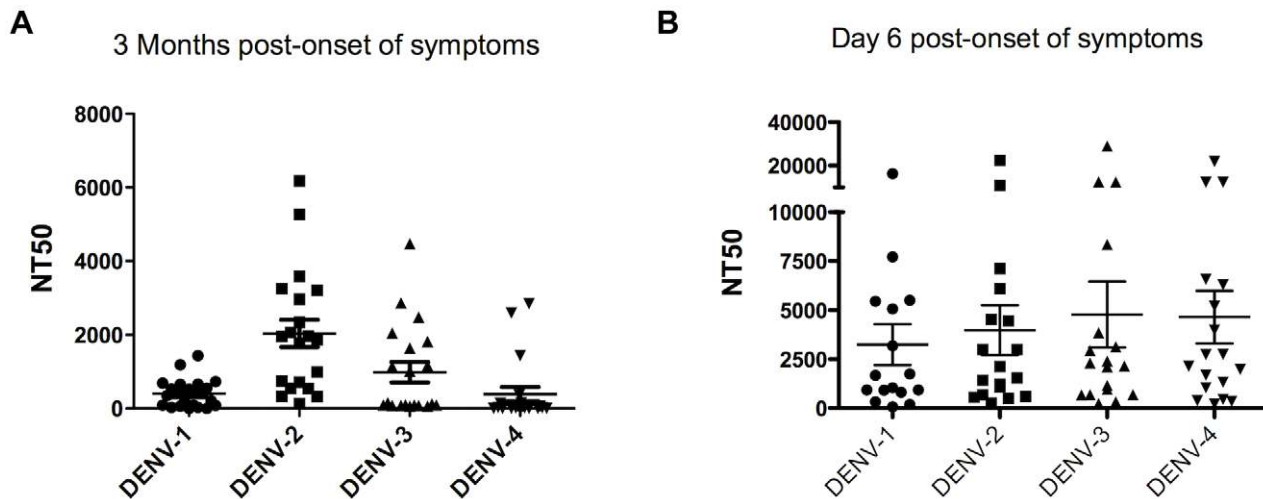 A
3 Months post-onset of symptoms
NT50
8000
6000
4000
2000
0
DENV-1
DENV-2
DENV-3
DENV-4
B
Day 6 post-onset of symptoms
NT50
40000
20000
10000
7500
5000
2500
0
DENV-1
DENV-2
DENV-3
DENV-4